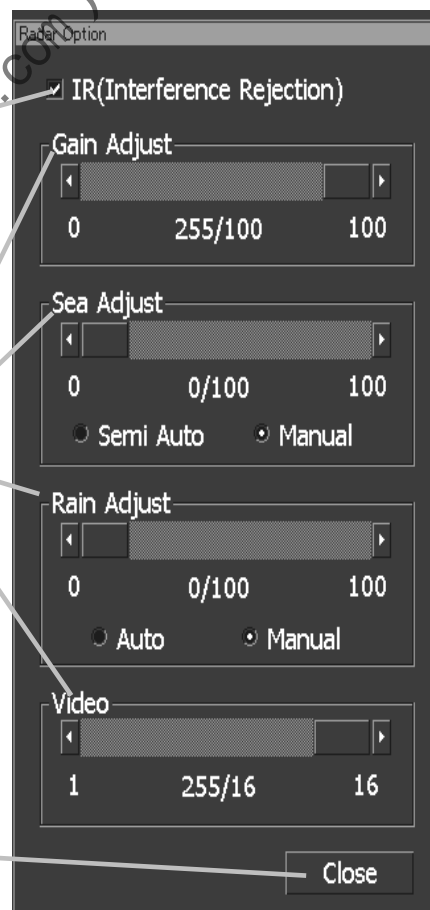 .com )
Radar Option
IR(Interference Rejection)
Gain Adjust
0 255/100 100
Sea Adjust
0 0/100 100
Semi Auto Manual
Rain Adjust
0 0/100 100
Auto Manual
Video
1 255/16 16
Close